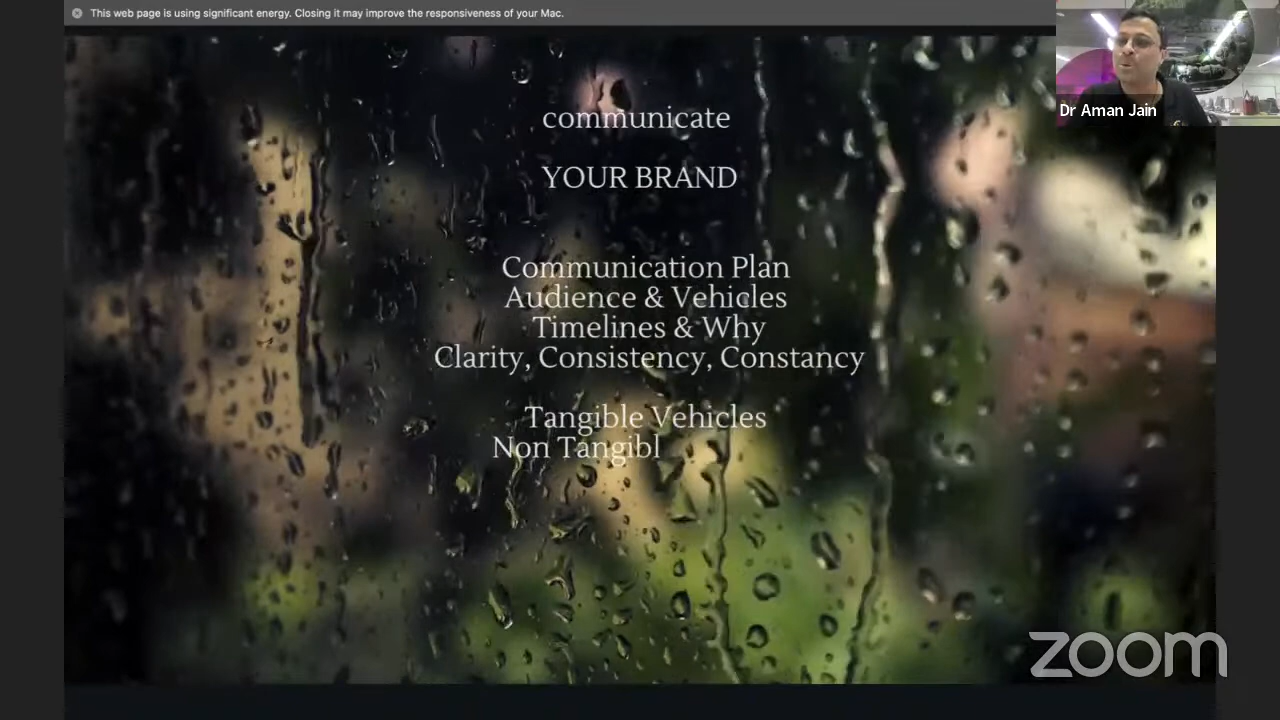 This web page is using significant energy. Closing it may improve the responsiveness of your Mac.
Dr Aman Jain
communicate
YOUR BRAND
Communication Plan
Audience & Vehicles
Timelines & Why
Clarity, Consistency, Constancy
Tangible Vehicles
Non Tangibl
zoom